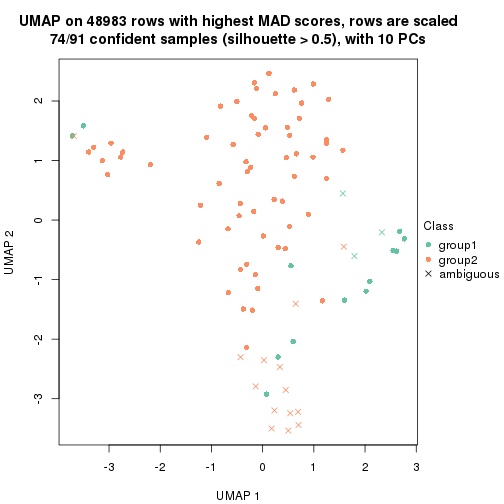 UMAP on 48983 rows with highest MAD scores, rows are scaled
74/91 confident samples (silhouette > 0.5), with 10 PCs
2
1
0
-1
-2
-3
UMAP 2
-3
-2
-1
0
1
2
3
UMAP 1
Class
group1
group2
ambiguous